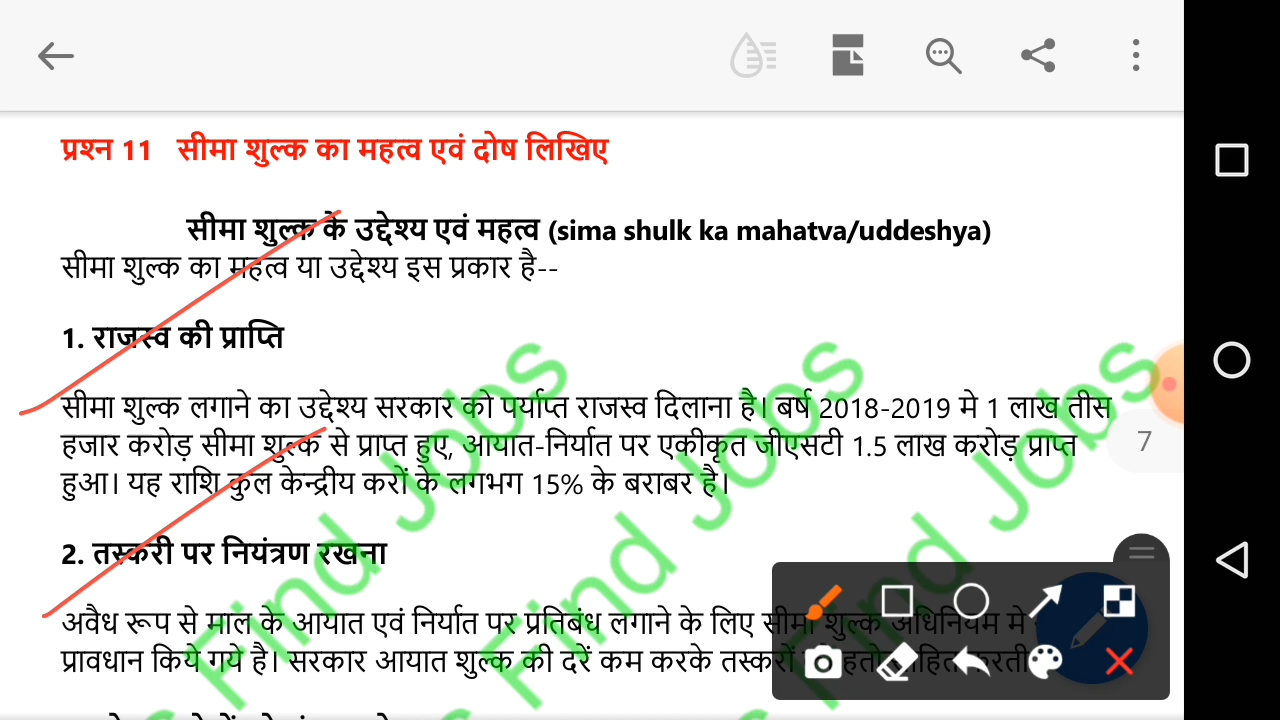 प्रश्न 11 सीमा शुल्क का महत्व एवं दोष लिखिए
सीमा शुल्क के उद्देश्य एवं महत्व (sima shulk ka mahatva/uddeshya)
सीमा शुल्क का महत्व या उद्देश्य इस प्रकार है--
1. राजस्व की प्राप्ति
सीमा शुल्क लगाने का उद्देश्य सरकार को पर्याप्त राजस्व दिलाना है। बर्ष 2018-2019 मे 1 लाख तीस
हजार करोड़ सीमा शुल्क से प्राप्त हुए, आयात-निर्यात पर एकीकृत जीएसटी 1.5 लाख करोड़ प्राप्त
हुआ। यह राशि कुल केन्द्रीय करों के लगभग 15% के बराबर है।
7
2. तस्करी पर नियंत्रण रखना
अवैध रूप से माल के आयात एवं निर्यात पर प्रतिबंध लगाने के लिए सीमा शुल्क अधिनियम मे
प्रावधान किये गये है। सरकार आयात शुल्क की दरें कम करके करती
Find Jobs
Find Jobs
Find Jobs